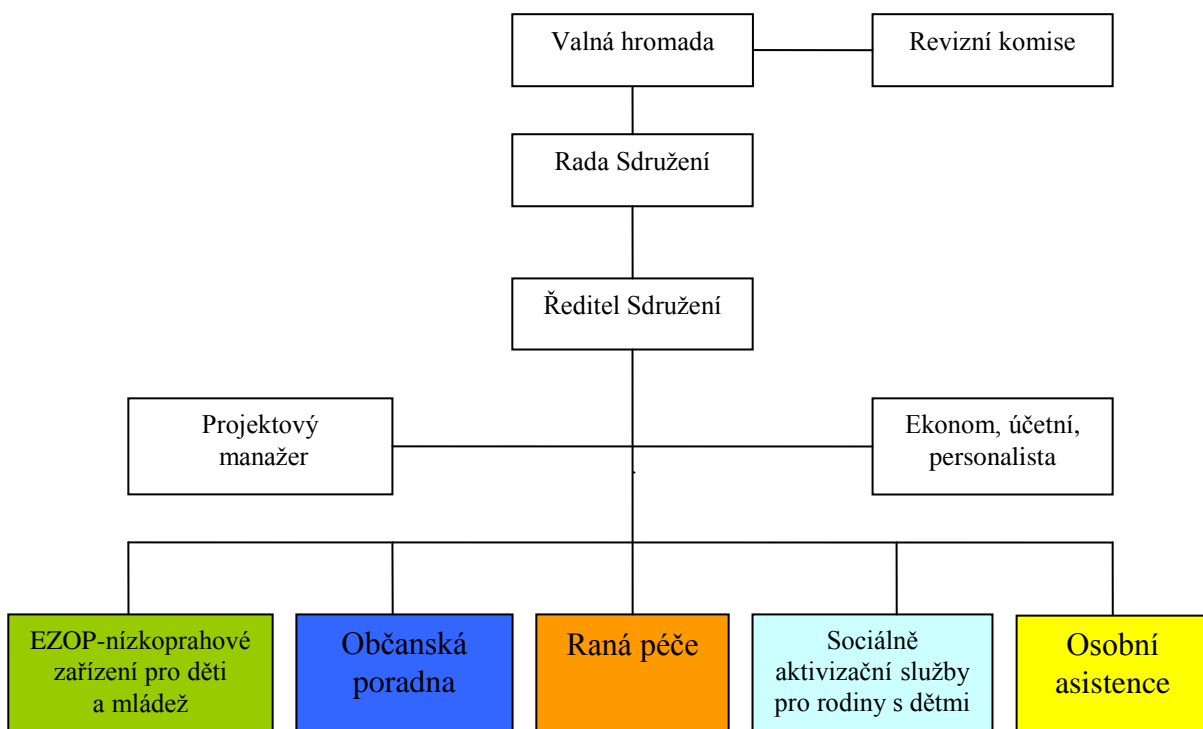 Valná hromada
Revizní komise
Rada Sdružení
Ředitel Sdružení
Projektový
manažer
Ekonom, účetní,
personalista
EZOP-nízkoprahové
zařízení pro děti
a mládež
Občanská
poradna
Raná péče
Sociálně
aktivizační služby
pro rodiny s dětmi
Osobní
asistence